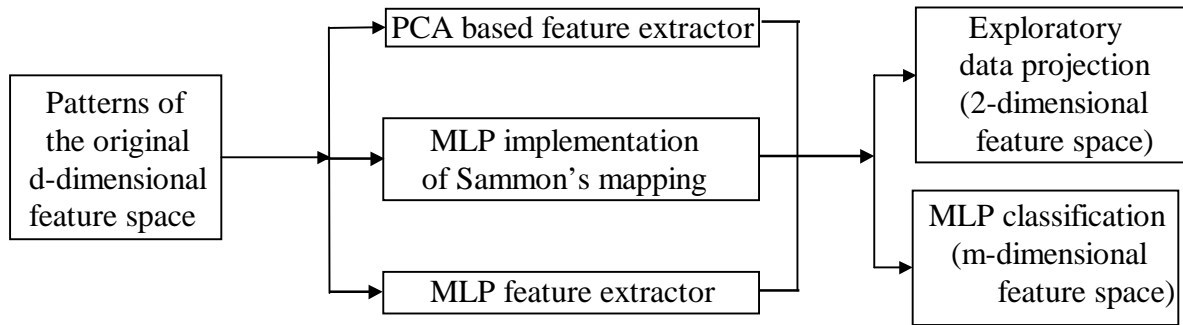 Patterns of
the original
d-dimensional
feature space
PCA based feature extractor
MLP implementation
of Sammon’s mapping
MLP feature extractor
Exploratory
data projection
(2-dimensional
feature space)
MLP classification
(m-dimensional
feature space)